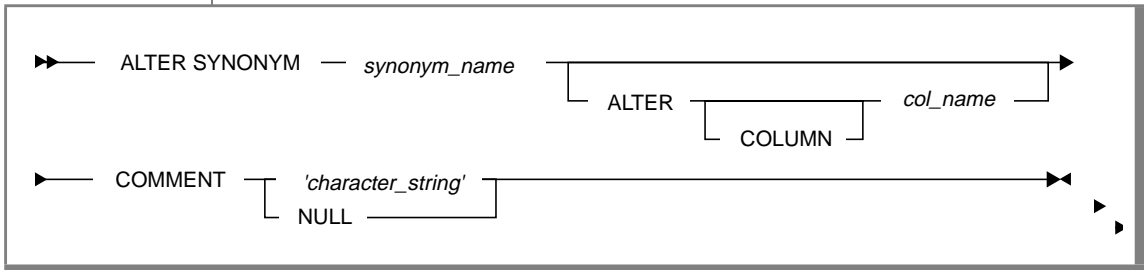 ALTER SYNONYM synonym_name
ALTER col_name
COLUMN
COMMENT 'character_string'
NULL